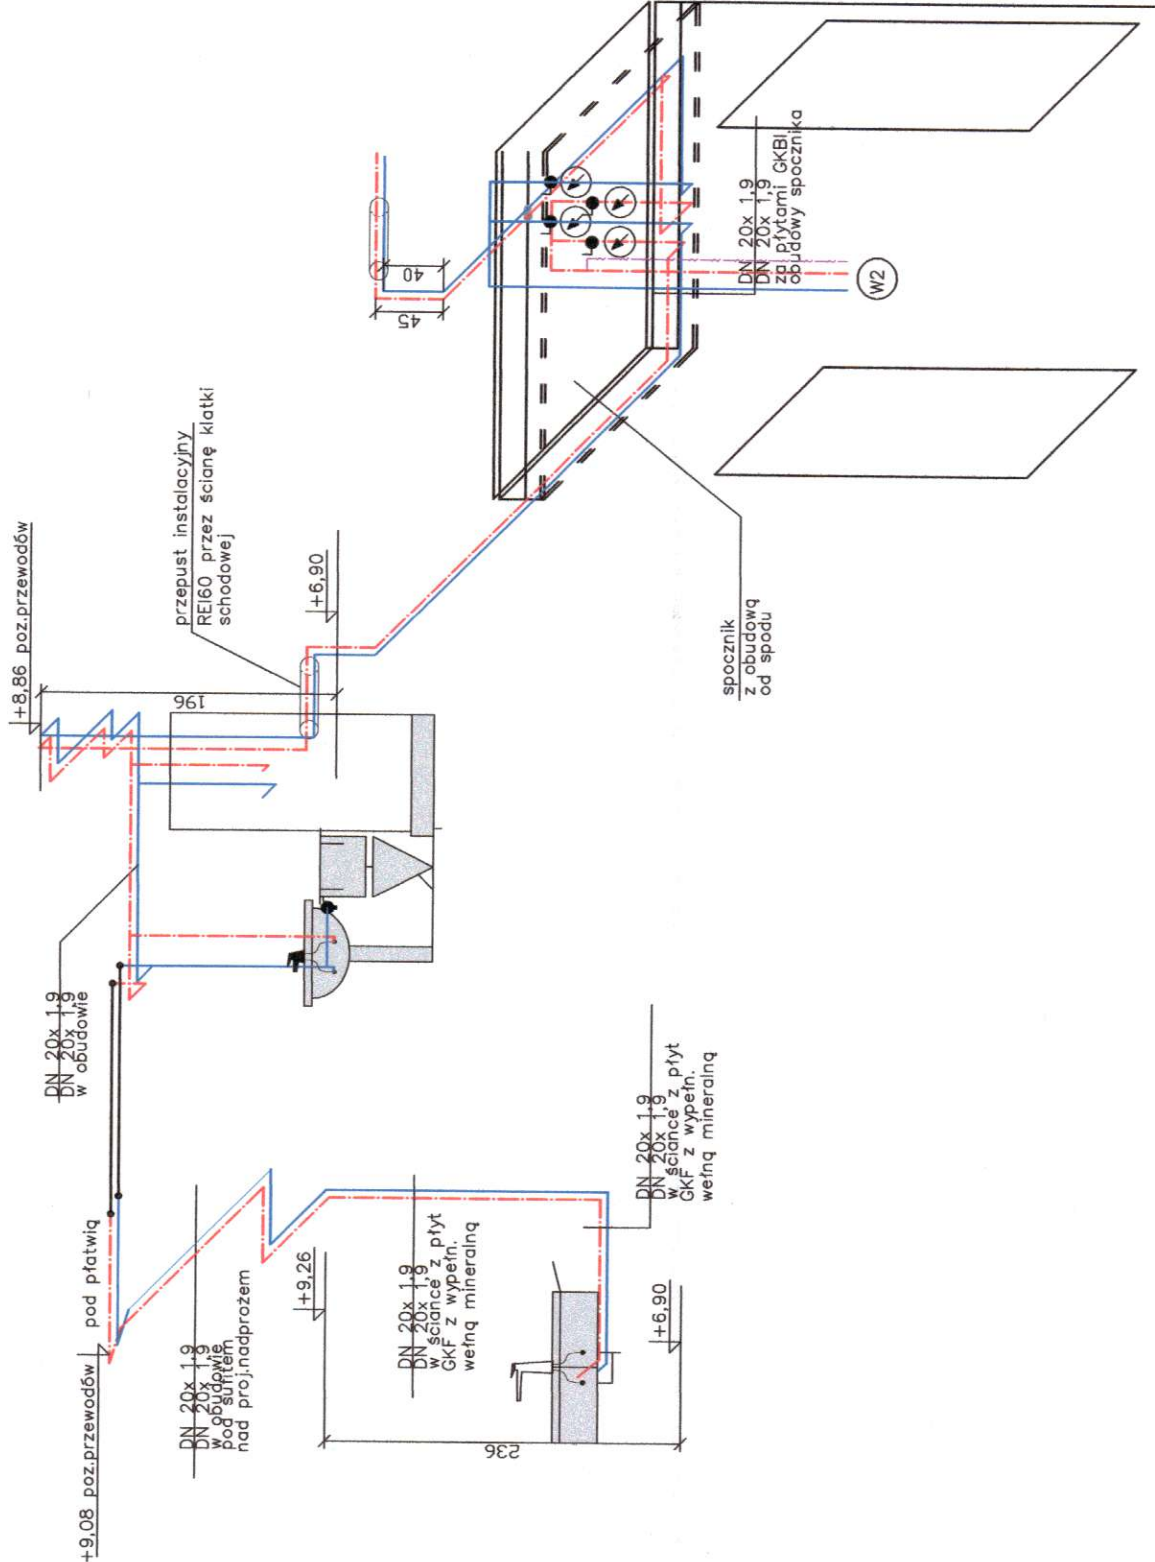 +9,08 poz.przewodów
pod płatwią
DN 20x 1,9
DN 20x 1,9
w obudowie
pod sufitem
nad proj.nadprożem
+9,26
DN 20x 1,9
DN 20x 1,9
w ściance z płyt
GKF z wypełn.
wełną mineralną
236
+6,90
DN 20x 1,9
DN 20x 1,9
w ściance z płyt
GKF z wypełn.
wełną mineralną
DN 20x 1,9
DN 20x 1,9
w obudowie
+8,86 poz.przewodów
196
przepust instalacyjny
REI60 przez ścianę klatki
schodowej
+6,90
45
40
spocznik
z obudową
od spodu
DN 20x 1,9
DN 20x 1,9
za płytami GKBI
obudowy spocznika
W2